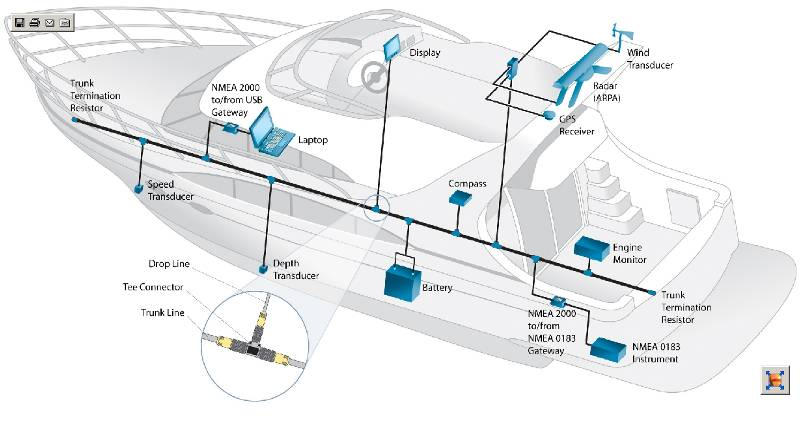 Display
Wind
Transducer
Trunk
Termination
Resistor
NMEA 2000
to/from USB
Gateway
Radar
(ARPA)
GPS
Receiver
Laptop
Speed
Transducer
Compass
Engine
Monitor
Drop Line
Depth
Transducer
Tee Connector
Battery
Trunk Line
Trunk
Termination
Resistor
NMEA 2000
to/from
NMEA 0183
Gateway
NMEA 0183
Instrument